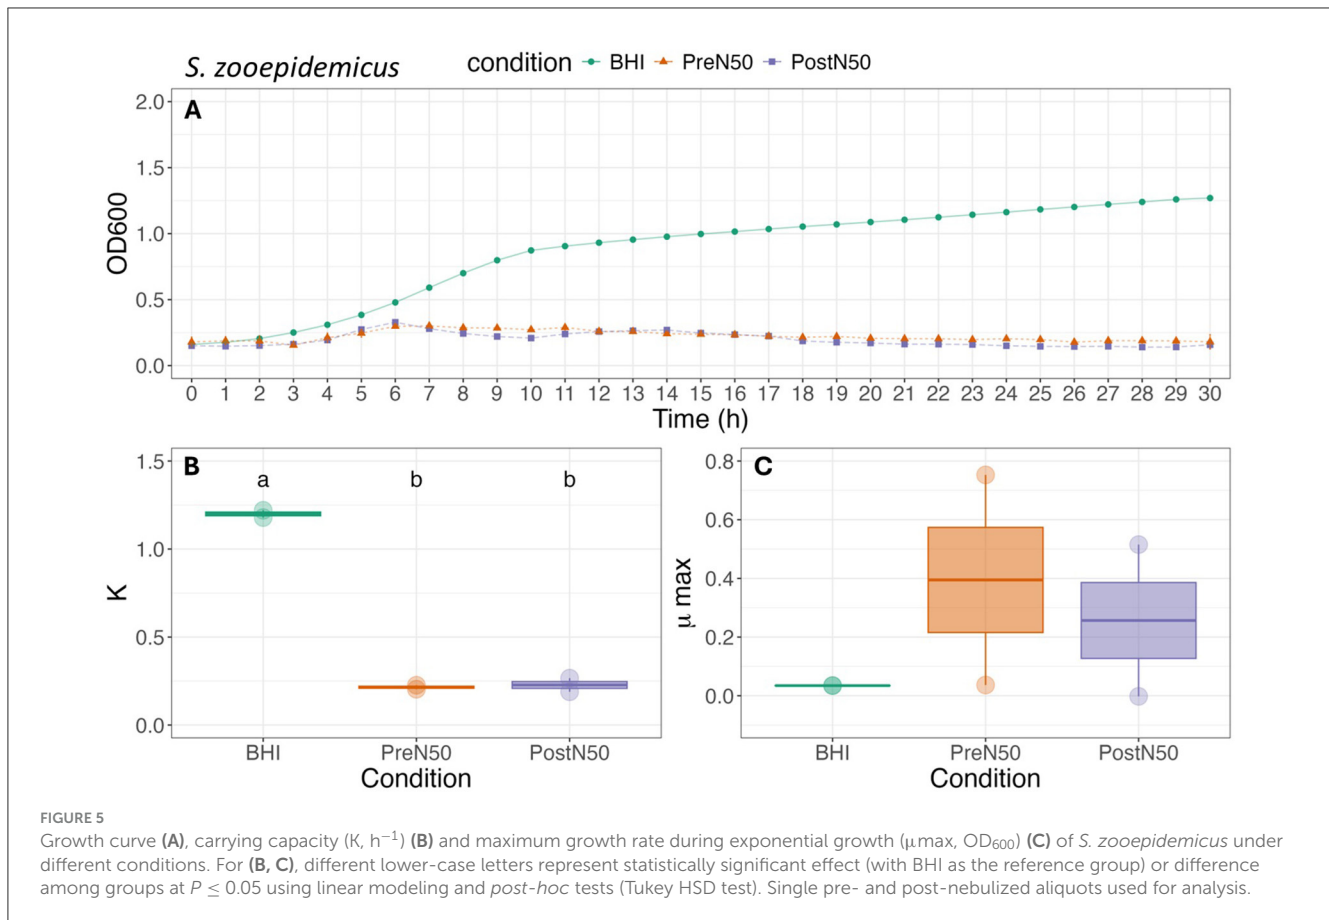 S. zooepidemicus condition BHI PreN50 PostN50
A
2.0
1.5
1.0
0.5
0.0
OD600
0 1 2 3 4 5 6 7 8 9 10 11 12 13 14 15 16 17 18 19 20 21 22 23 24 25 26 27 28 29 30
Time (h)
B
a b b
1.5
1.0
0.5
0.0
K
BHI PreN50 PostN50
Condition
C
0.8
0.6
0.4
0.2
0.0
μ max
BHI PreN50 PostN50
Condition
FIGURE 5
Growth curve (A), carrying capacity (K, h⁻¹) (B) and maximum growth rate during exponential growth (μmax, OD₆₀₀) (C) of S. zooepidemicus under
different conditions. For (B, C), different lower-case letters represent statistically significant effect (with BHI as the reference group) or difference
among groups at P ≤ 0.05 using linear modeling and post-hoc tests (Tukey HSD test). Single pre- and post-nebulized aliquots used for analysis.